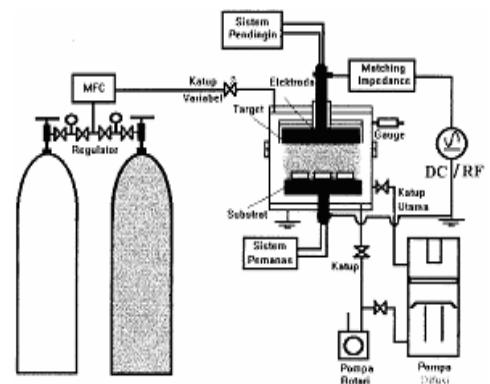 Sistem
Pendingin
Elektroda
Matching
Impedance
Katup
Variabel
MFC
Target
Gauge
Regulator
DC / RF
Katup
Utama
Substrat
Sistem
Pemanas
Katup
Pompa
Rotari
Pompa
Difusi